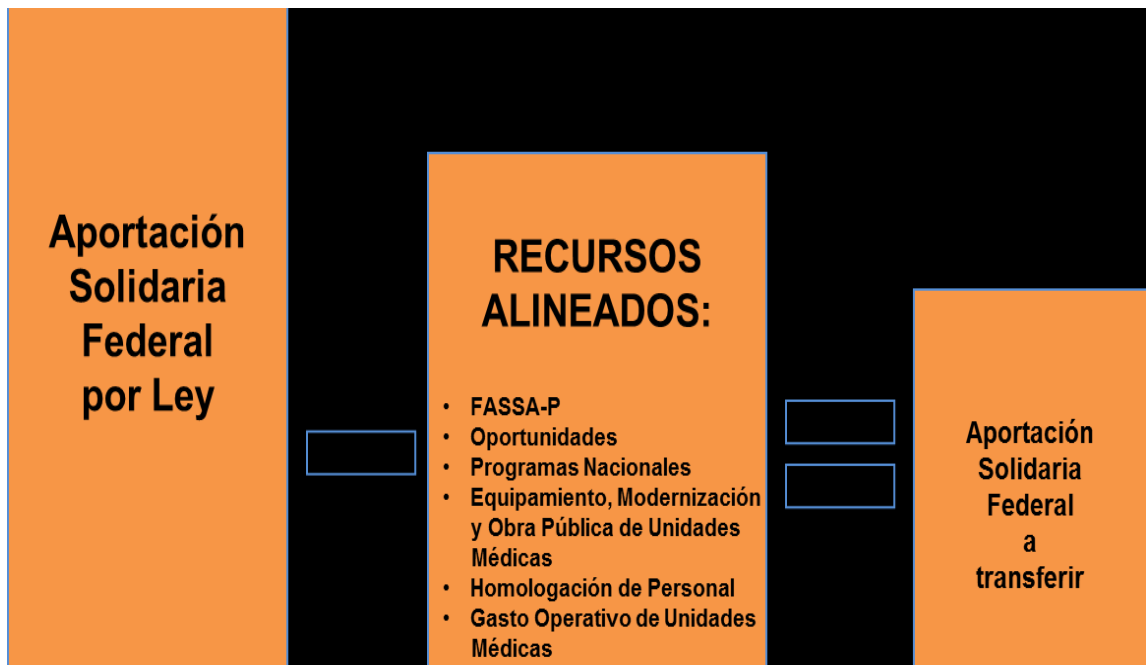 Aportación
Solidaria
Federal
por Ley
RECURSOS
ALINEADOS:
• FASSA-P
• Oportunidades
• Programas Nacionales
• Equipamiento, Modernización
y Obra Pública de Unidades
Médicas
• Homologación de Personal
• Gasto Operativo de Unidades
Médicas
Aportación
Solidaria
Federal
a
transferir